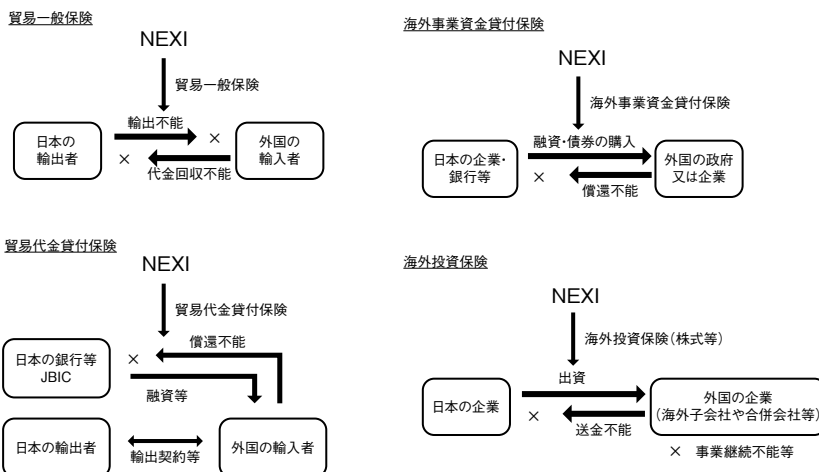 貿易一般保険
NEXI
貿易一般保険
輸出不能
×
日本の
輸出者
外国の
輸入者
×
代金回収不能
海外事業資金貸付保険
NEXI
海外事業資金貸付保険
融資・債券の購入
日本の企業・
銀行等
外国の政府
又は企業
×
償還不能
貿易代金貸付保険
NEXI
貿易代金貸付保険
償還不能
×
日本の銀行等
JBIC
融資等
日本の輸出者
外国の輸入者
輸出契約等
海外投資保険
NEXI
海外投資保険(株式等)
出資
日本の企業
外国の企業
(海外子会社や合併会社等)
×
送金不能
× 事業継続不能等